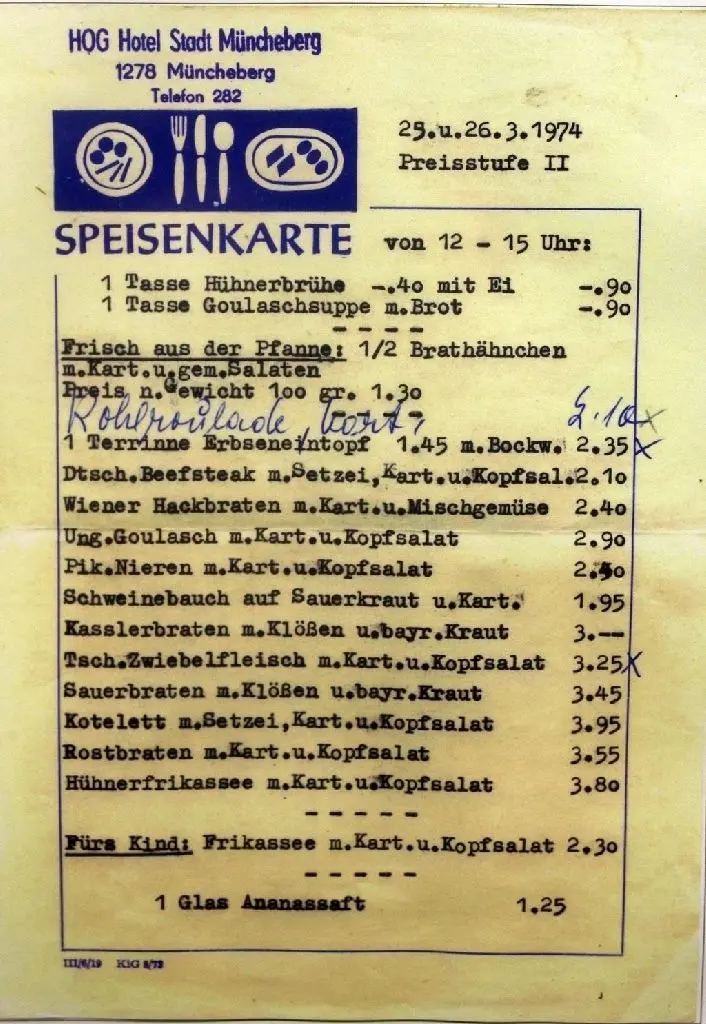 HOG Hotel Stadt Müncheberg
1278 Müncheberg
Telefon 282
25.u.26.3.1974
Preisstufe II
SPEISENKARTE von 12 - 15 Uhr:
1 Tasse Hühnerbrühe -.40 mit Ei -.90
1 Tasse Goulaschsuppe m.Brot -.90
- - - -
Frisch aus der Pfanne: 1/2 Brathähnchen
m.Kart.u.gem.Salaten
Preis n.Gewicht 100 gr. 1.30
Kohlroulade, Kart. 2.10 x
1 Terrinne Erbseneintopf 1.45 m.Bockw. 2.35 x
Dtsch.Beefsteak m.Setzei,Kart.u.Kopfsal.2.10
Wiener Hackbraten m.Kart.u.Mischgemüse 2.40
Ung.Goulasch m.Kart.u.Kopfsalat 2.90
Pik.Nieren m.Kart.u.Kopfsalat
Schweinebauch auf Sauerkraut u.Kart. 1.95
Kasslerbraten m.Klößen u.bayr.Kraut 3.--
Tsch.Zwiebelfleisch m.Kart.u.Kopfsalat 3.25 x
Sauerbraten m.Klößen u.bayr.Kraut 3.45
Kotelett m.Setzei,Kart.u.Kopfsalat 3.95
Rostbraten m.Kart.u.Kopfsalat 3.55
Hühnerfrikassee m.Kart.u.Kopfsalat 3.80
- - - - -
Fürs Kind: Frikassee m.Kart.u.Kopfsalat 2.30
- - - - -
1 Glas Ananassaft 1.25